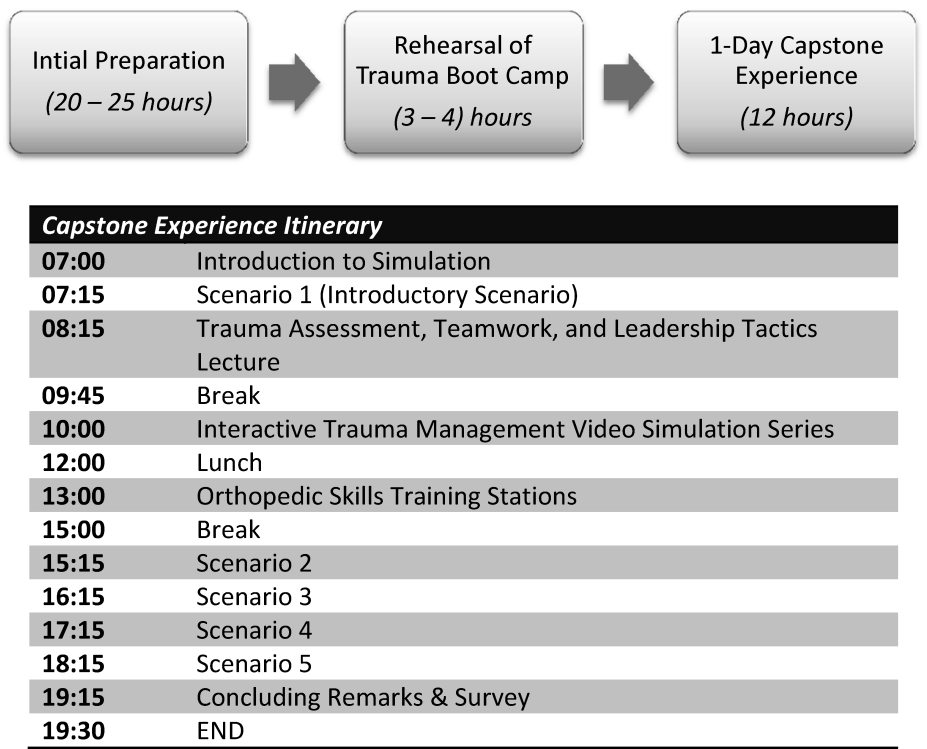 Intial Preparation
(20 – 25 hours)
Rehearsal of
Trauma Boot Camp
(3 – 4) hours
1-Day Capstone
Experience
(12 hours)
Capstone Experience Itinerary
07:00 Introduction to Simulation
07:15 Scenario 1 (Introductory Scenario)
08:15 Trauma Assessment, Teamwork, and Leadership Tactics
Lecture
09:45 Break
10:00 Interactive Trauma Management Video Simulation Series
12:00 Lunch
13:00 Orthopedic Skills Training Stations
15:00 Break
15:15 Scenario 2
16:15 Scenario 3
17:15 Scenario 4
18:15 Scenario 5
19:15 Concluding Remarks & Survey
19:30 END